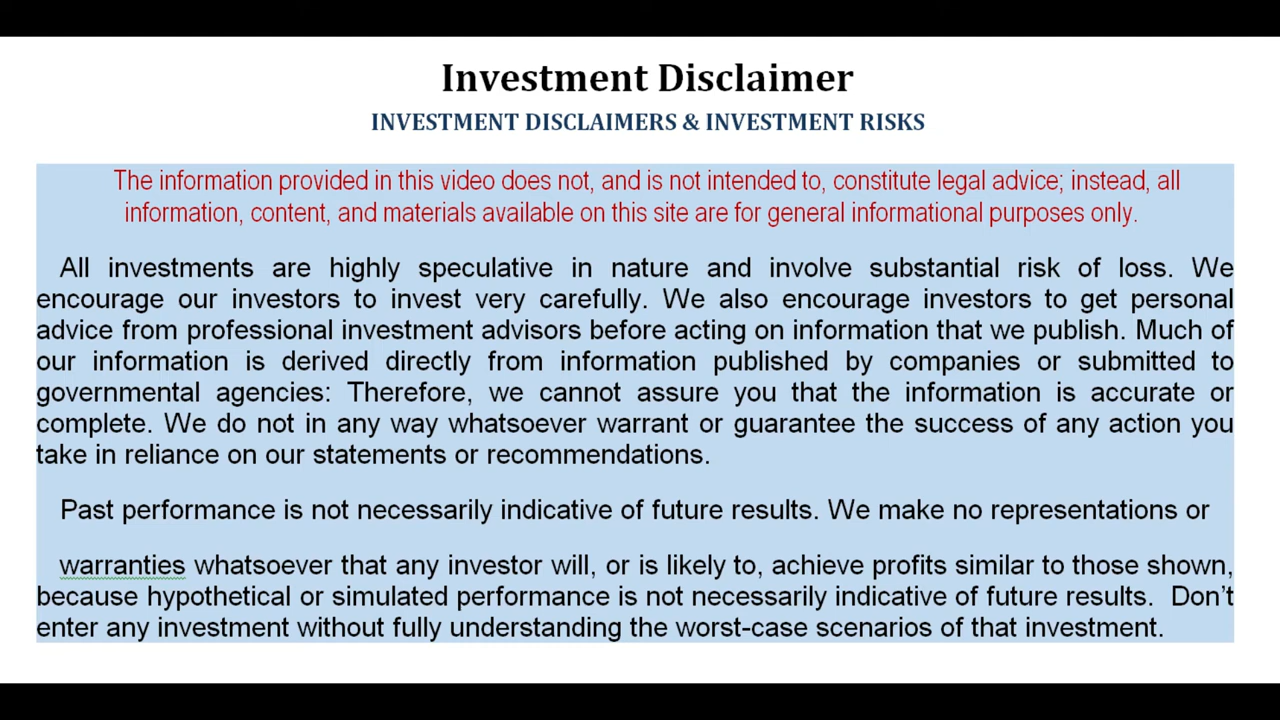 Investment Disclaimer
INVESTMENT DISCLAIMERS & INVESTMENT RISKS
The information provided in this video does not, and is not intended to, constitute legal advice; instead, all
information, content, and materials available on this site are for general informational purposes only.
All investments are highly speculative in nature and involve substantial risk of loss. We
encourage our investors to invest very carefully. We also encourage investors to get personal
advice from professional investment advisors before acting on information that we publish. Much of
our information is derived directly from information published by companies or submitted to
governmental agencies: Therefore, we cannot assure you that the information is accurate or
complete. We do not in any way whatsoever warrant or guarantee the success of any action you
take in reliance on our statements or recommendations.
Past performance is not necessarily indicative of future results. We make no representations or
warranties whatsoever that any investor will, or is likely to, achieve profits similar to those shown,
because hypothetical or simulated performance is not necessarily indicative of future results.  Don’t
enter any investment without fully understanding the worst-case scenarios of that investment.